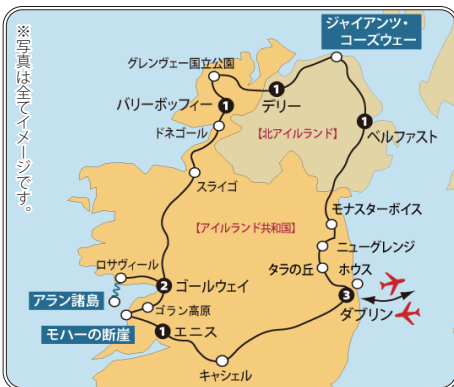 ※写真は全てイメージです。
ジャイアンツ・
コーズウェー
グレンヴェー国立公園
1
デリー
バリーボッフィー
1
1
ベルファスト
ドネゴール
【北アイルランド】
スライゴ
モナスターボイス
【アイルランド共和国】
ニューグレンジ
タラの丘
ホウス
ロサヴィール
2
ゴールウェイ
3
ダブリン
アラン諸島
ゴラン高原
モハーの断崖
1
エニス
キャシェル